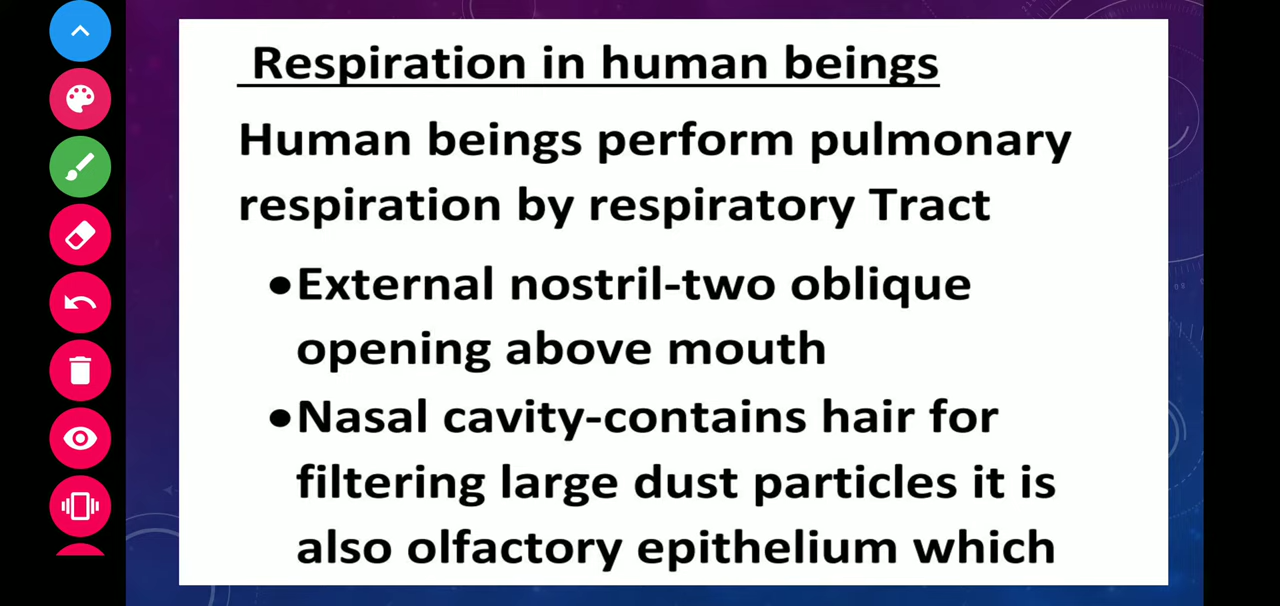 Respiration in human beings
Human beings perform pulmonary
respiration by respiratory Tract
•External nostril-two oblique
opening above mouth
•Nasal cavity-contains hair for
filtering large dust particles it is
also olfactory epithelium which